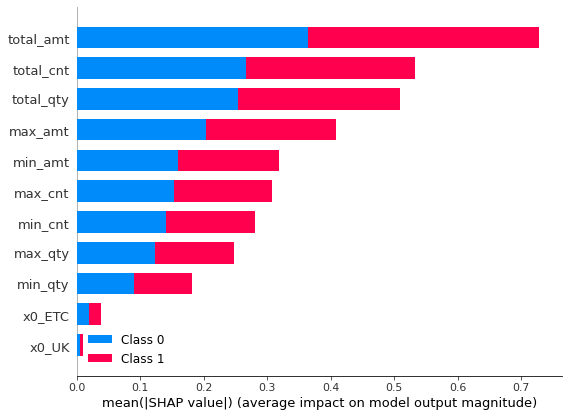 total_amt
total_cnt
total_qty
max_amt
min_amt
max_cnt
min_cnt
max_qty
min_qty
x0_ETC
x0_UK
Class 0
Class 1
0.0 0.1 0.2 0.3 0.4 0.5 0.6 0.7
mean(|SHAP value|) (average impact on model output magnitude)